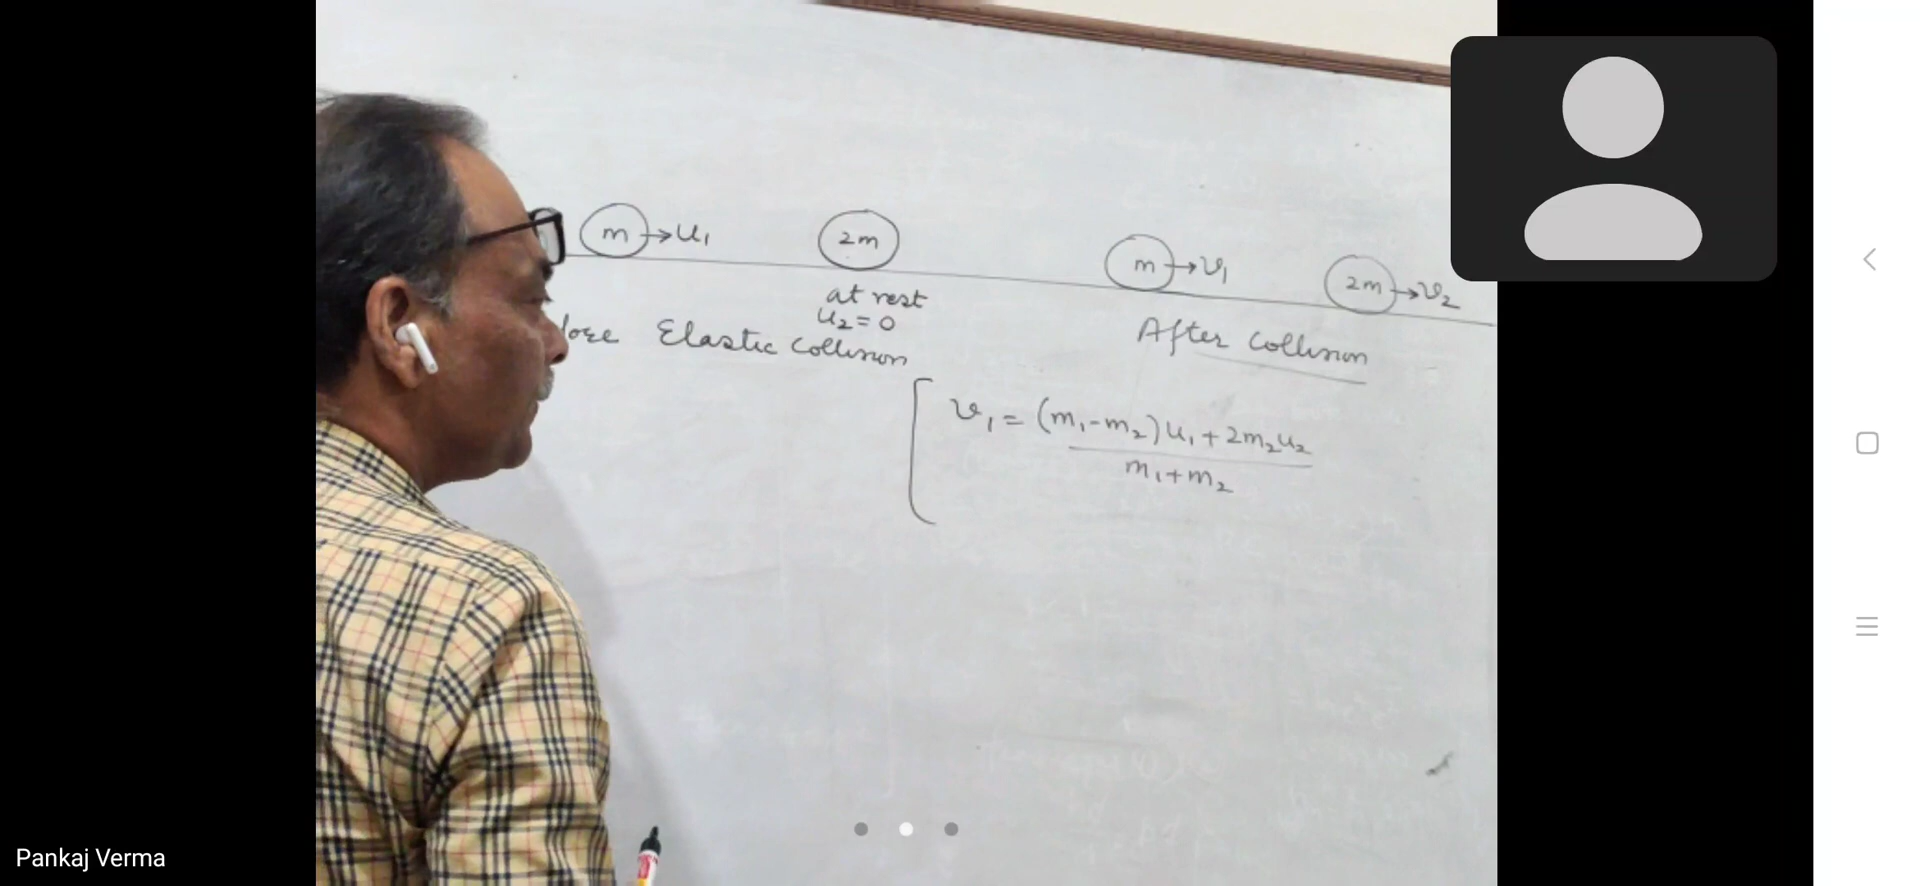 m → u₁
2m
m → v₁
2m → v₂
at rest
u₂ = 0
Elastic Collision
After Collision
v₁ = (m₁-m₂)u₁ + 2m₂u₂
m₁+m₂
Pankaj Verma